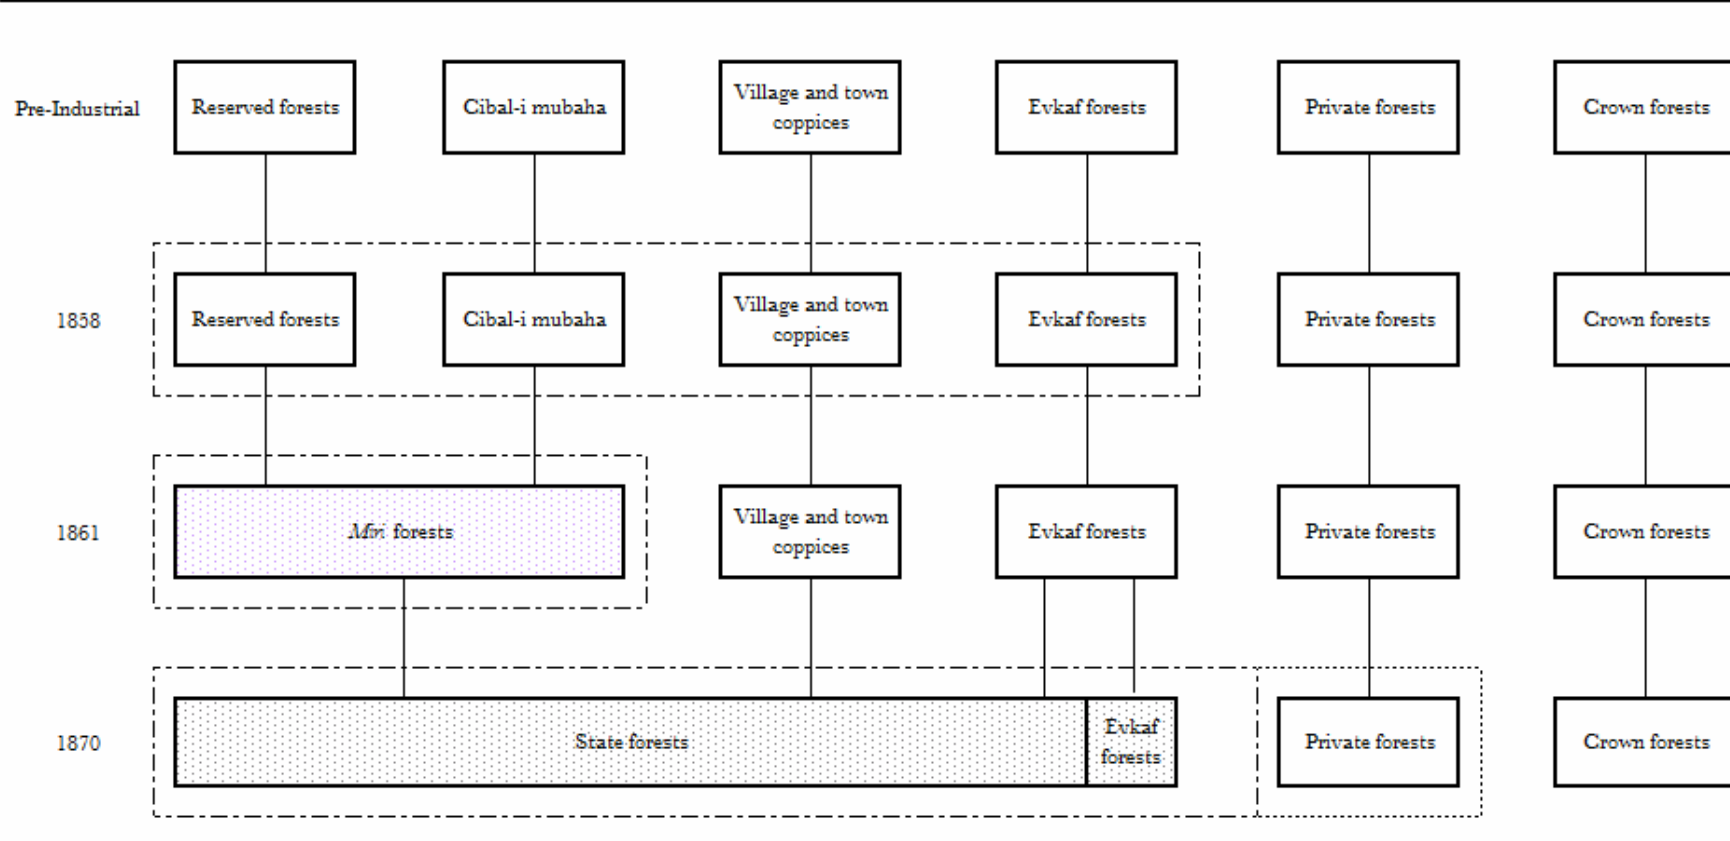 Pre-Industrial
Reserved forests
Cibal-i mubaha
Village and town
coppices
Evkaf forests
Private forests
Crown forests
1858
Reserved forests
Cibal-i mubaha
Village and town
coppices
Evkaf forests
Private forests
Crown forests
1861
Miri forests
Village and town
coppices
Evkaf forests
Private forests
Crown forests
1870
State forests
Evkaf
forests
Private forests
Crown forests